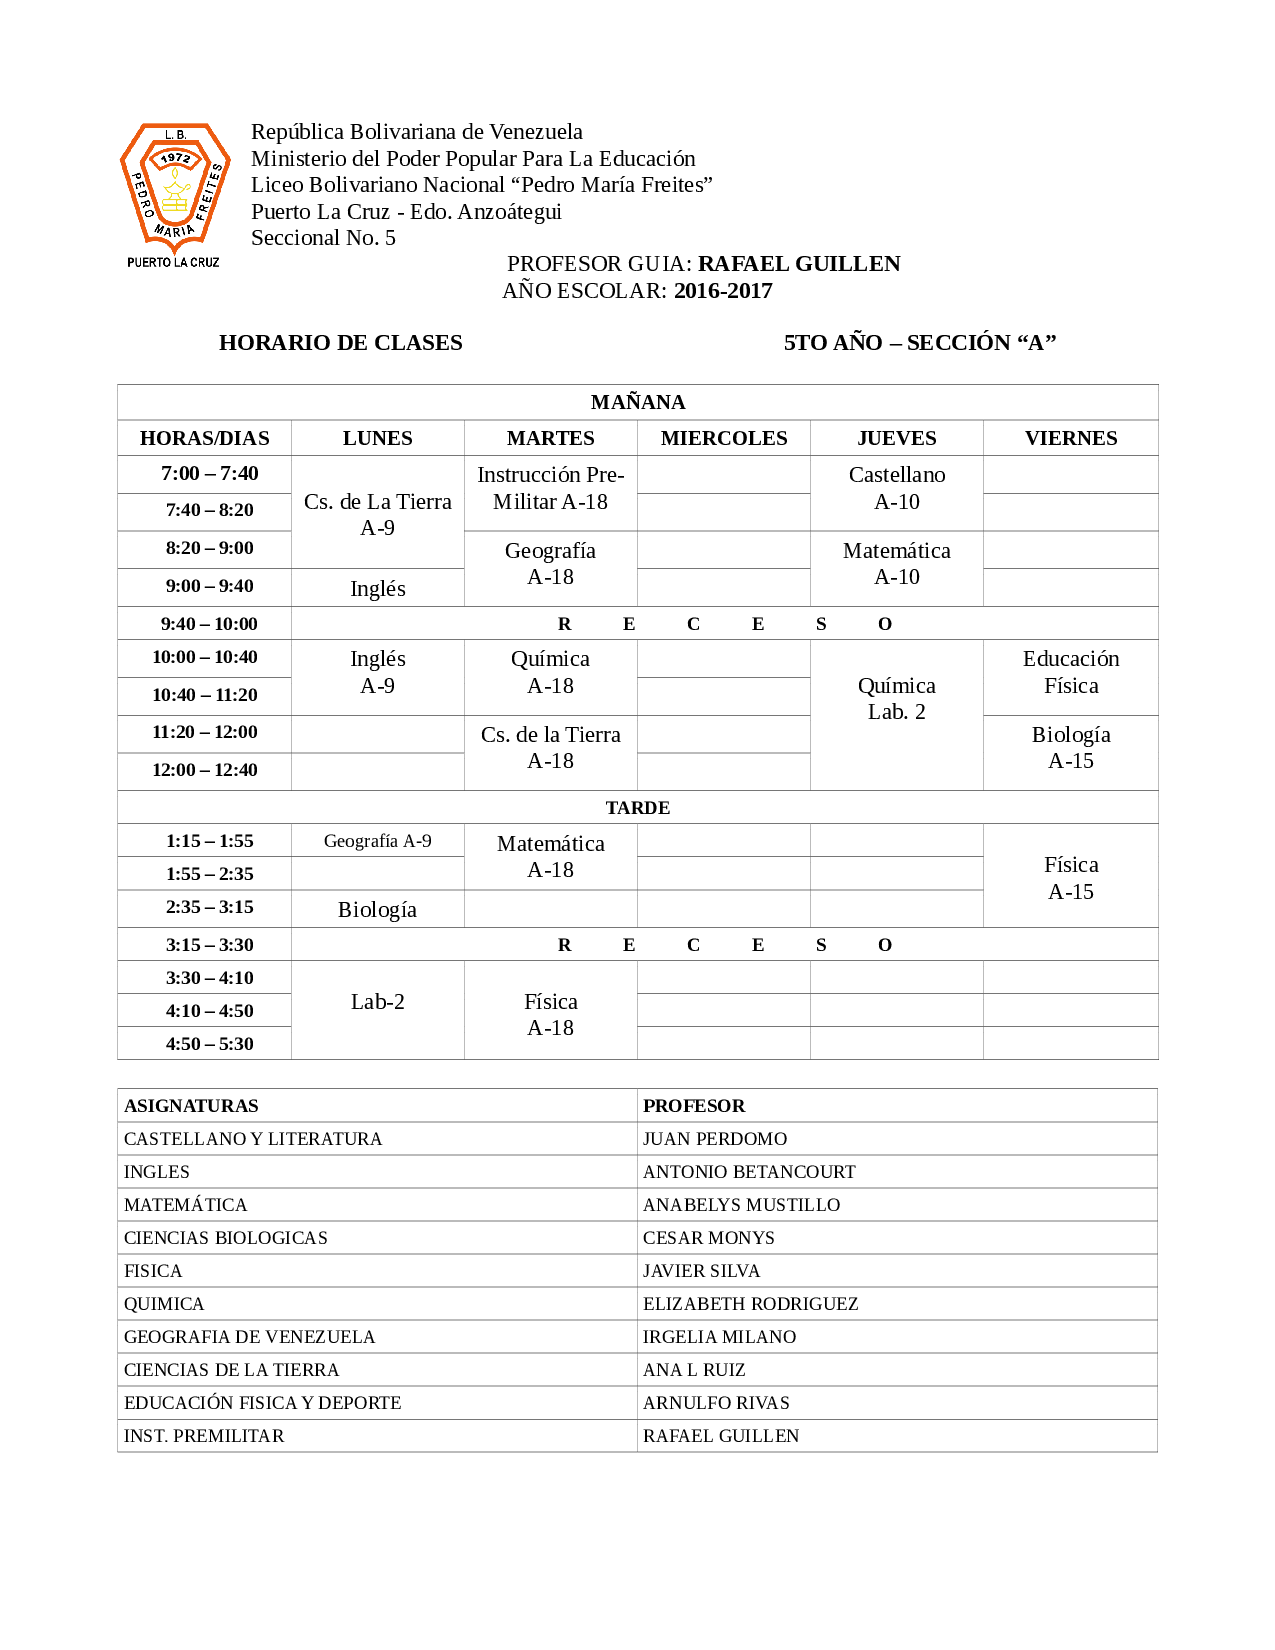 L. B.
1972
PEDRO MARIA FREITES
PUERTO LA CRUZ
República Bolivariana de Venezuela
Ministerio del Poder Popular Para La Educación
Liceo Bolivariano Nacional “Pedro María Freites”
Puerto La Cruz - Edo. Anzoátegui
Seccional No. 5
PROFESOR GUIA: RAFAEL GUILLEN
AÑO ESCOLAR: 2016-2017
HORARIO DE CLASES 5TO AÑO – SECCIÓN “A”
MAÑANA
HORAS/DIAS LUNES MARTES MIERCOLES JUEVES VIERNES
7:00 – 7:40 Instrucción Pre- Castellano
7:40 – 8:20 Cs. de La Tierra Militar A-18 A-10
A-9
8:20 – 9:00 Geografía Matemática
9:00 – 9:40 Inglés A-18 A-10
9:40 – 10:00 R E C E S O
10:00 – 10:40 Inglés Química Educación
10:40 – 11:20 A-9 A-18 Química Física
Lab. 2
11:20 – 12:00 Cs. de la Tierra Biología
12:00 – 12:40 A-18 A-15
TARDE
1:15 – 1:55 Geografía A-9 Matemática
1:55 – 2:35 A-18 Física
2:35 – 3:15 Biología A-15
3:15 – 3:30 R E C E S O
3:30 – 4:10
4:10 – 4:50 Lab-2 Física
A-18
4:50 – 5:30
ASIGNATURAS PROFESOR
CASTELLANO Y LITERATURA JUAN PERDOMO
INGLES ANTONIO BETANCOURT
MATEMÁTICA ANABELYS MUSTILLO
CIENCIAS BIOLOGICAS CESAR MONYS
FISICA JAVIER SILVA
QUIMICA ELIZABETH RODRIGUEZ
GEOGRAFIA DE VENEZUELA IRGELIA MILANO
CIENCIAS DE LA TIERRA ANA L RUIZ
EDUCACIÓN FISICA Y DEPORTE ARNULFO RIVAS
INST. PREMILITAR RAFAEL GUILLEN